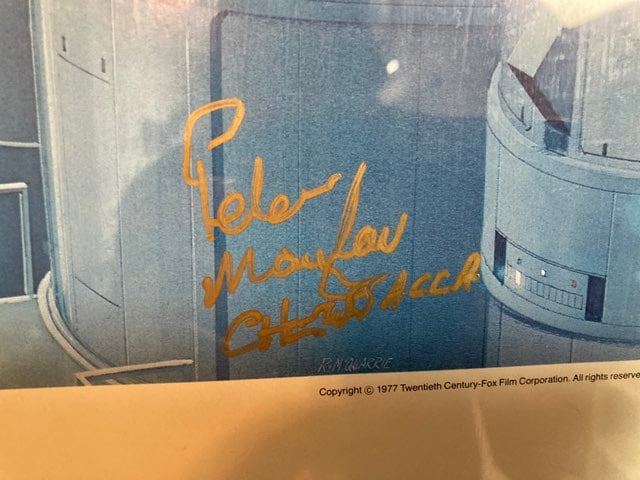 Peter
Mayhew
CHEWBACCA
R. McQUARRIE
Copyright © 1977 Twentieth Century-Fox Film Corporation. All rights reserve